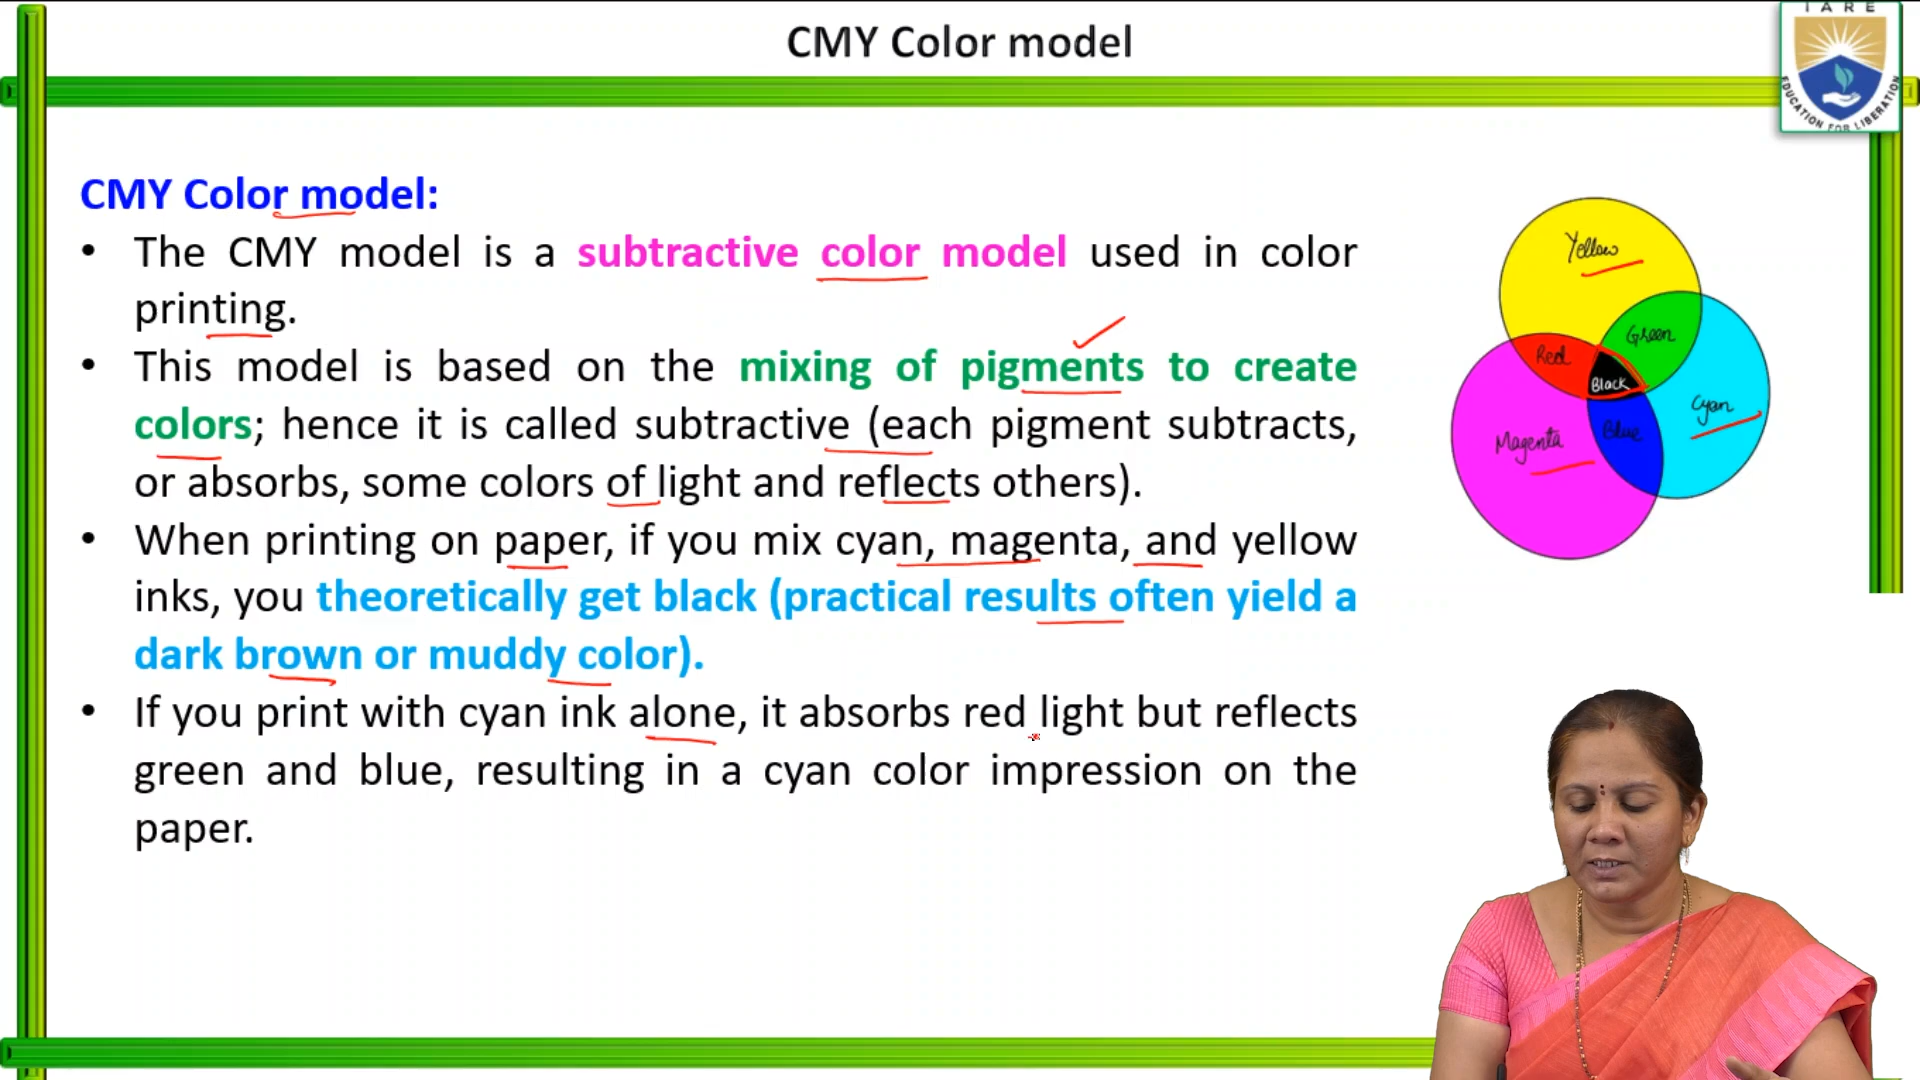 CMY Color model
IARE
EDUCATION FOR LIBERATION
CMY Color model:
• The CMY model is a subtractive color model used in color
printing.
• This model is based on the mixing of pigments to create
colors; hence it is called subtractive (each pigment subtracts,
or absorbs, some colors of light and reflects others).
• When printing on paper, if you mix cyan, magenta, and yellow
inks, you theoretically get black (practical results often yield a
dark brown or muddy color).
• If you print with cyan ink alone, it absorbs red light but reflects
green and blue, resulting in a cyan color impression on the
paper.
Yellow
Green
Red
Black
Cyan
Blue
Magenta